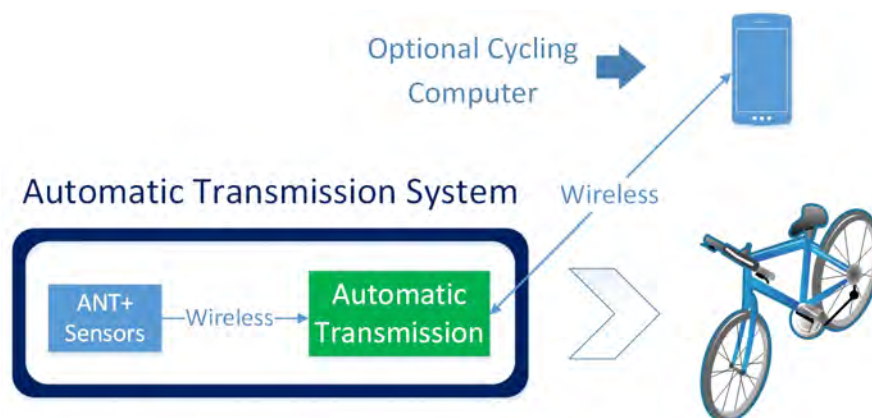 Optional Cycling
Computer
Automatic Transmission System
Wireless
ANT+
Sensors
Wireless
Automatic
Transmission